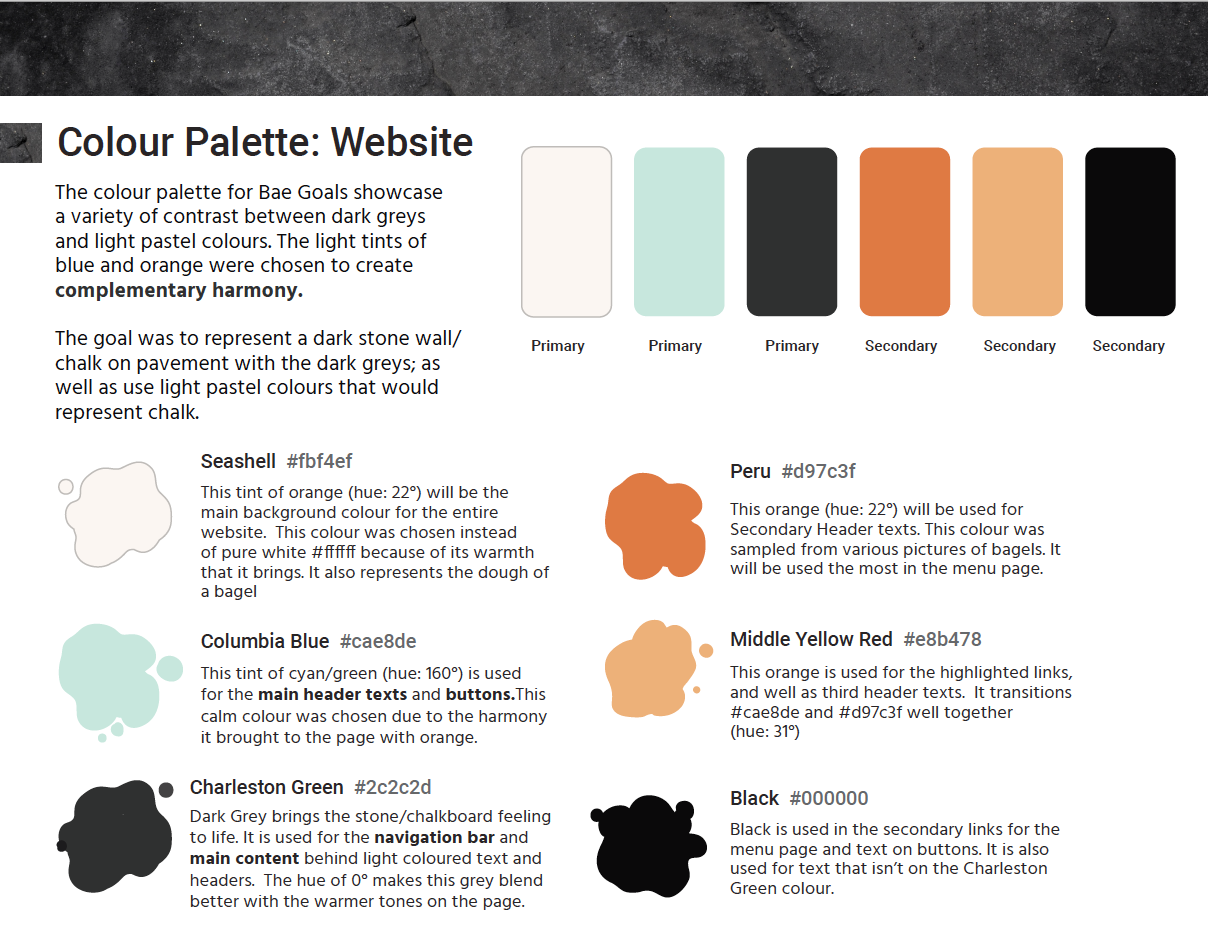 Colour Palette: Website
The colour palette for Bae Goals showcase
a variety of contrast between dark greys
and light pastel colours. The light tints of
blue and orange were chosen to create
complementary harmony.
The goal was to represent a dark stone wall/
chalk on pavement with the dark greys; as
well as use light pastel colours that would
represent chalk.
Primary
Primary
Primary
Secondary
Secondary
Secondary
Seashell #fbf4ef
This tint of orange (hue: 22°) will be the
main background colour for the entire
website.  This colour was chosen instead
of pure white #ffffff because of its warmth
that it brings. It also represents the dough of
a bagel
Columbia Blue #cae8de
This tint of cyan/green (hue: 160°) is used
for the main header texts and buttons.This
calm colour was chosen due to the harmony
it brought to the page with orange.
Charleston Green #2c2c2d
Dark Grey brings the stone/chalkboard feeling
to life. It is used for the navigation bar and
main content behind light coloured text and
headers.  The hue of 0° makes this grey blend
better with the warmer tones on the page.
Peru #d97c3f
This orange (hue: 22°) will be used for
Secondary Header texts. This colour was
sampled from various pictures of bagels. It
will be used the most in the menu page.
Middle Yellow Red #e8b478
This orange is used for the highlighted links,
and well as third header texts.  It transitions
#cae8de and #d97c3f well together
(hue: 31°)
Black #000000
Black is used in the secondary links for the
menu page and text on buttons. It is also
used for text that isn’t on the Charleston
Green colour.